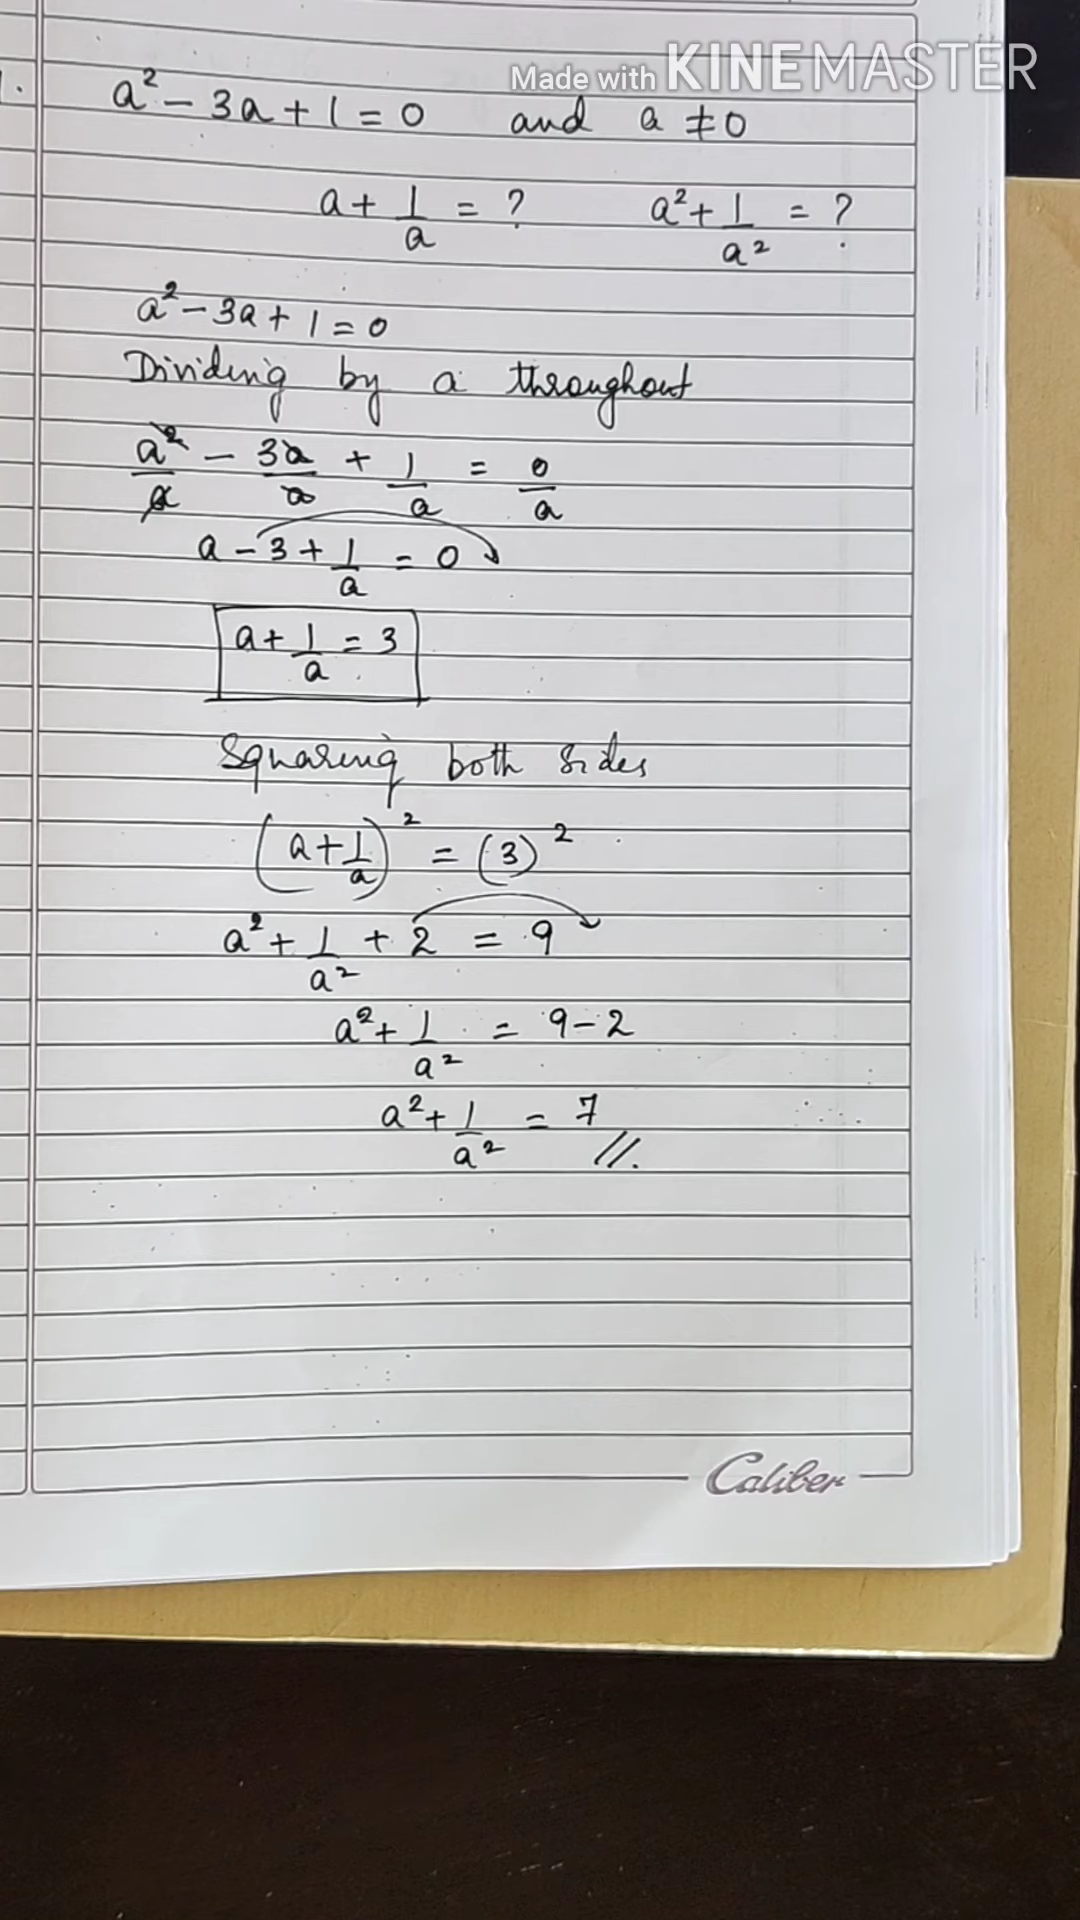 Made with KINEMASTER
1. a² - 3a + 1 = 0 and a ≠ 0
a + 1/a = ? a² + 1/a² = ?
a² - 3a + 1 = 0
Dividing by a throughout
a²/a - 3a/a + 1/a = 0/a
a - 3 + 1/a = 0
a + 1/a = 3
Squaring both sides
(a + 1/a)² = (3)²
a² + 1/a² + 2 = 9
a² + 1/a² = 9 - 2
a² + 1/a² = 7 //.
Caliber